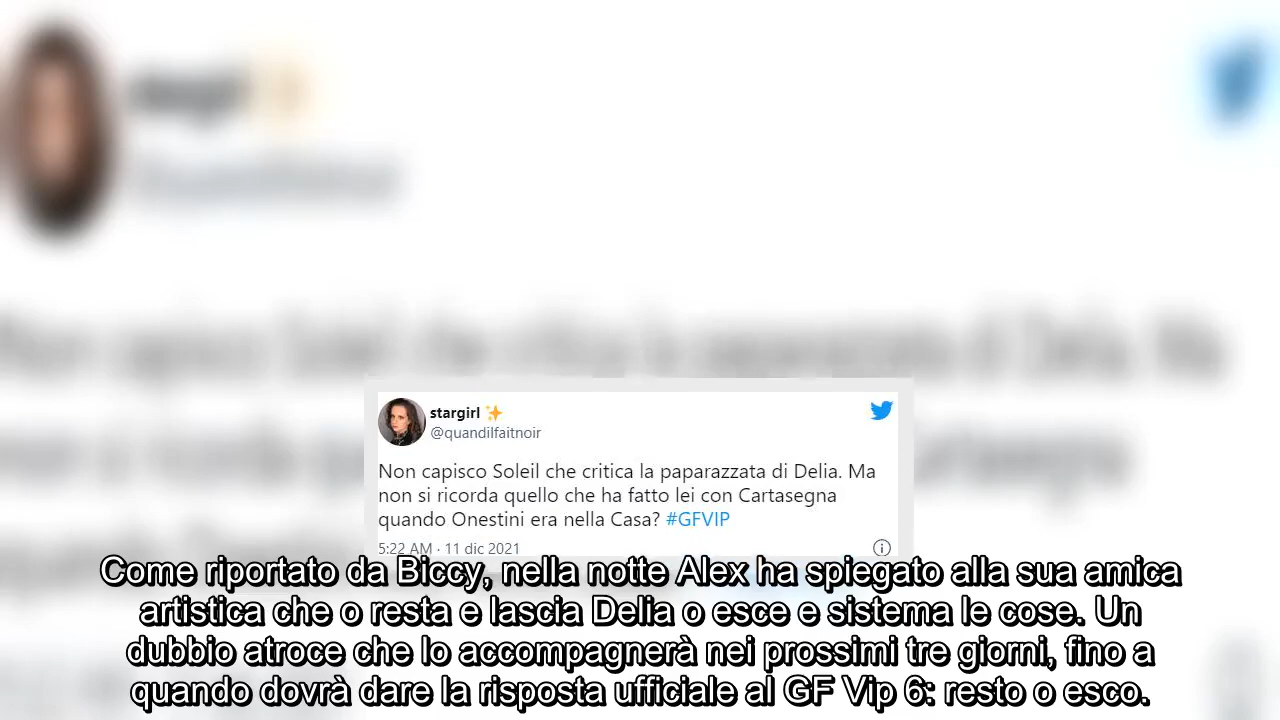 stargirl ✨
@quandilfaitnoir
Non capisco Soleil che critica la paparazzata di Delia. Ma
non si ricorda quello che ha fatto lei con Cartasegna
quando Onestini era nella Casa? #GFVIP
5:22 AM · 11 dic 2021
Come riportato da Biccy, nella notte Alex ha spiegato alla sua amica
artistica che o resta e lascia Delia o esce e sistema le cose. Un
dubbio atroce che lo accompagnerà nei prossimi tre giorni, fino a
quando dovrà dare la risposta ufficiale al GF Vip 6: resto o esco.